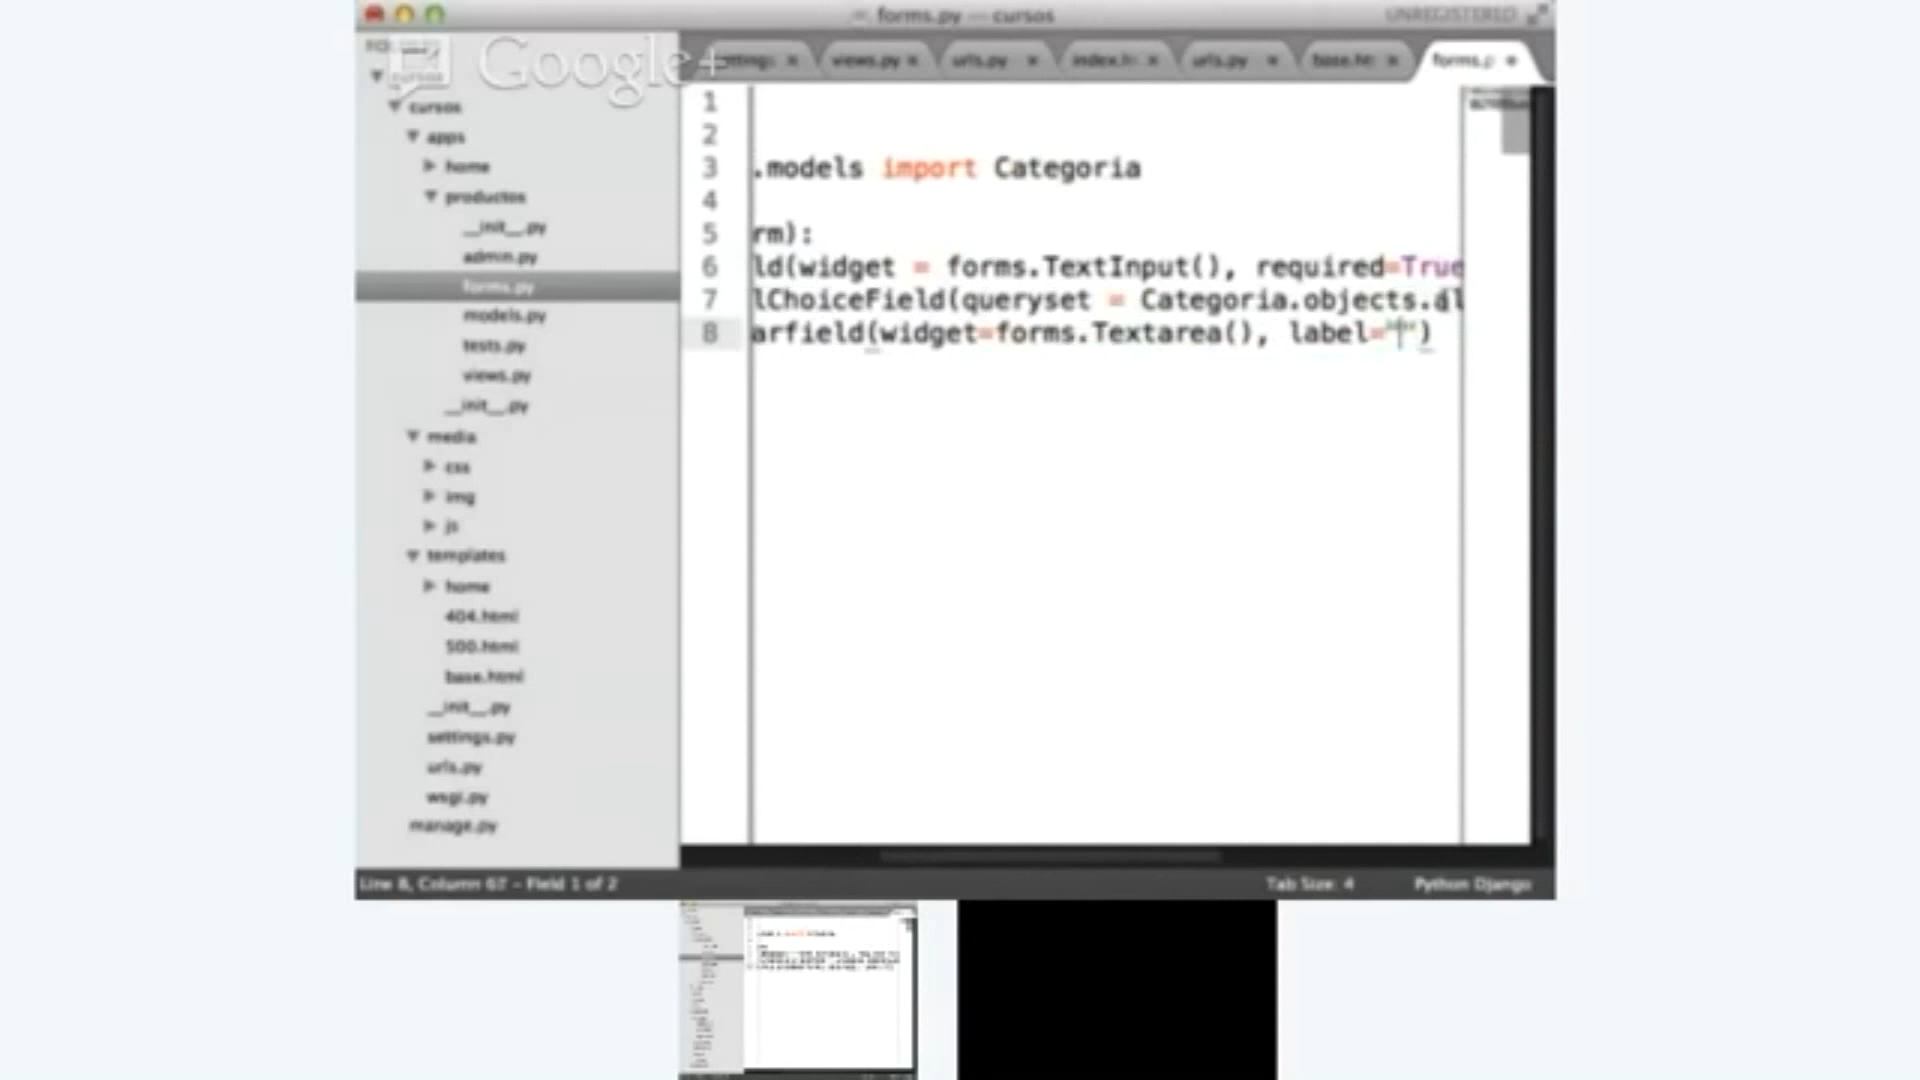 forms.py — cursos
UNREGISTERED
Google+
views.py
urls.py
urls.py
forms.p
cursos
apps
home
productos
__init__.py
admin.py
forms.py
models.py
tests.py
views.py
__init__.py
media
css
img
js
templates
home
404.html
500.html
base.html
__init__.py
settings.py
urls.py
wsgi.py
manage.py
1
2
3 .models import Categoria
4
5 rm):
6 ld(widget = forms.TextInput(), required=True
7 lChoiceField(queryset = Categoria.objects.al
8 arfield(widget=forms.Textarea(), label="")
Line 8, Column 67 – Field 1 of 2
Tab Size: 4
Python Django